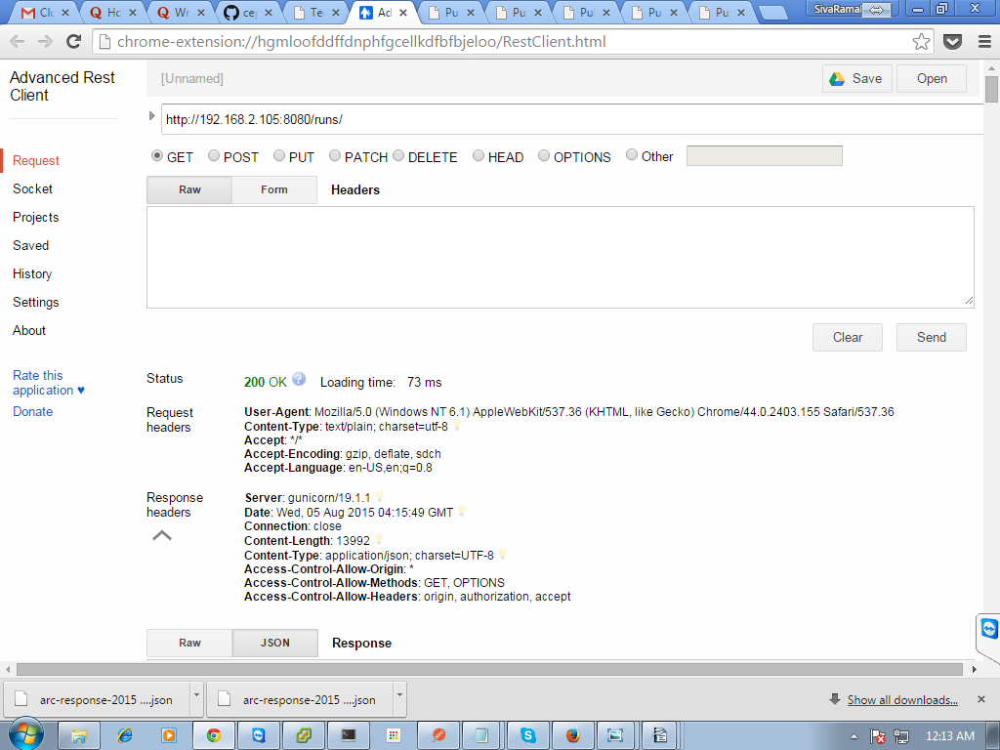 Clo
Ho
Wr
cep
Te
Ad
Pu
Pu
Pu
Pu
Pu
SivaRamal
chrome-extension://hgmloofddffdnphfgcellkdfbfbjeloo/RestClient.html
Advanced Rest
Client
[Unnamed]
Save
Open
http://192.168.2.105:8080/runs/
GET POST PUT PATCH DELETE HEAD OPTIONS Other
Raw Form Headers
Request
Socket
Projects
Saved
History
Settings
About
Rate this
application ♥
Donate
Clear Send
Status 200 OK Loading time: 73 ms
Request
headers
User-Agent: Mozilla/5.0 (Windows NT 6.1) AppleWebKit/537.36 (KHTML, like Gecko) Chrome/44.0.2403.155 Safari/537.36
Content-Type: text/plain; charset=utf-8
Accept: */*
Accept-Encoding: gzip, deflate, sdch
Accept-Language: en-US,en;q=0.8
Response
headers
Server: gunicorn/19.1.1
Date: Wed, 05 Aug 2015 04:15:49 GMT
Connection: close
Content-Length: 13992
Content-Type: application/json; charset=UTF-8
Access-Control-Allow-Origin: *
Access-Control-Allow-Methods: GET, OPTIONS
Access-Control-Allow-Headers: origin, authorization, accept
Raw JSON Response
arc-response-2015 ....json
arc-response-2015 ....json
Show all downloads...
12:13 AM